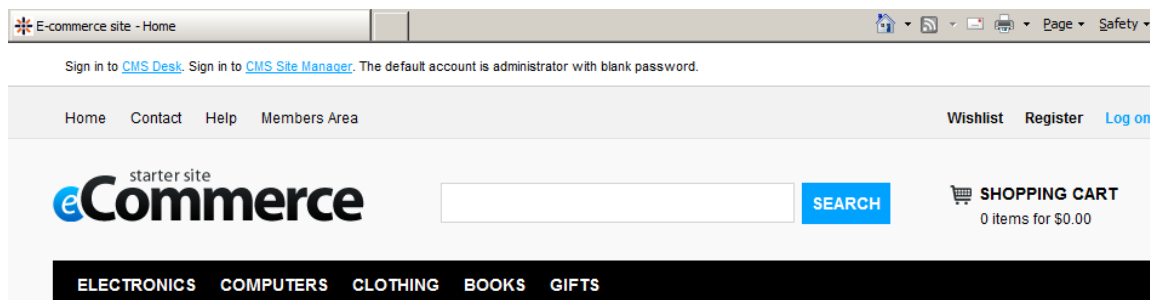 E-commerce site - Home
Page Safety
Sign in to CMS Desk. Sign in to CMS Site Manager. The default account is administrator with blank password.
Home Contact Help Members Area Wishlist Register Log on
starter site
eCommerce
SEARCH
SHOPPING CART
0 items for $0.00
ELECTRONICS COMPUTERS CLOTHING BOOKS GIFTS